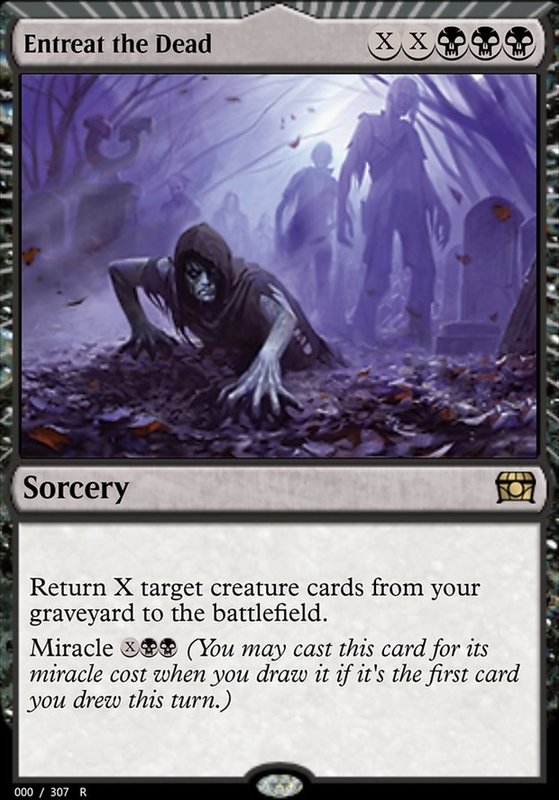 Entreat the Dead XX
Sorcery
Return X target creature cards from your
graveyard to the battlefield.
Miracle X (You may cast this card for its
miracle cost when you draw it if it's the first card
you drew this turn.)
000 / 307 R